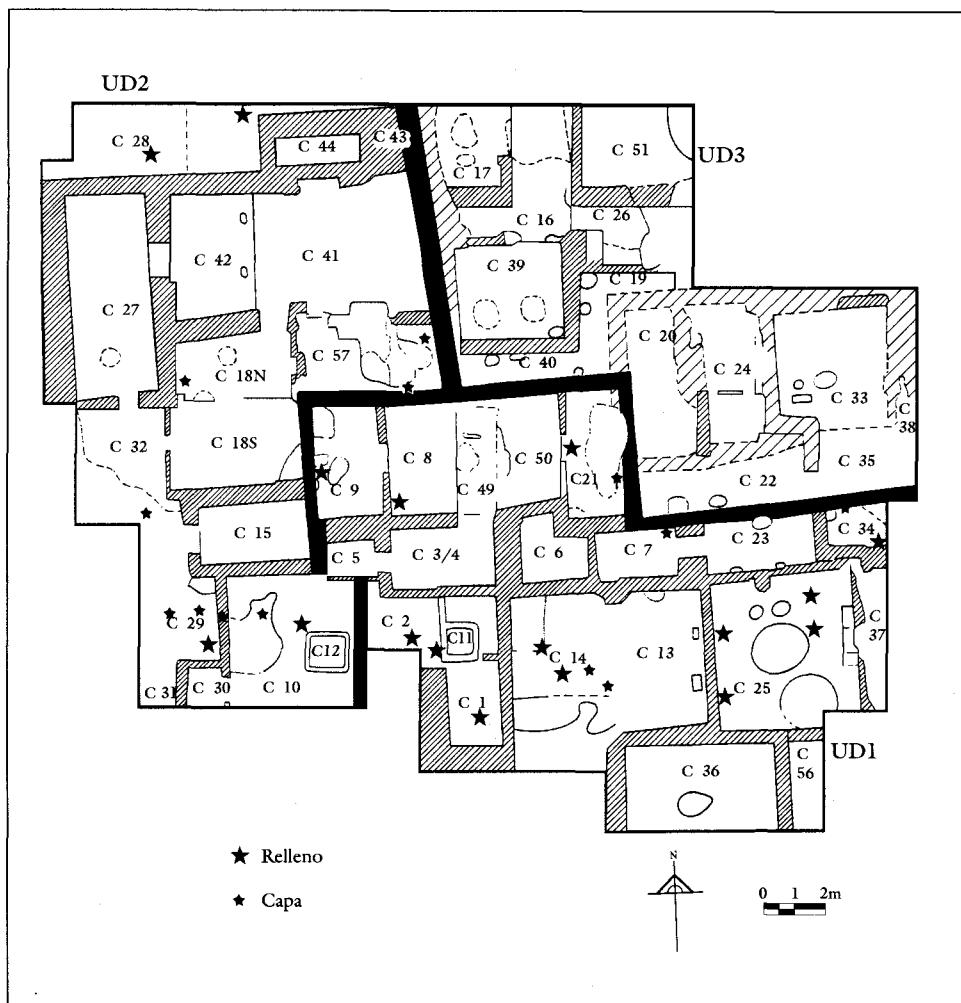 UD2
C 28
C 44
C 43
C 17
C 51
UD3
C 16
C 26
C 42
C 41
C 39
C 19
C 27
C 20
C 24
C 57
C 40
C 18N
C 33
C 38
C 32
C 18S
C 8
C 50
C 35
C 9
C 49
C21
C 22
C 15
C 5
C 3/4
C 6
C 7
C 23
C 34
C 29
C 2
C11
C 37
C12
C 14
C 13
C 25
C 31
C 30
C 10
C 1
C 36
C 56
UD1
Relleno
Capa
N
0 1 2m